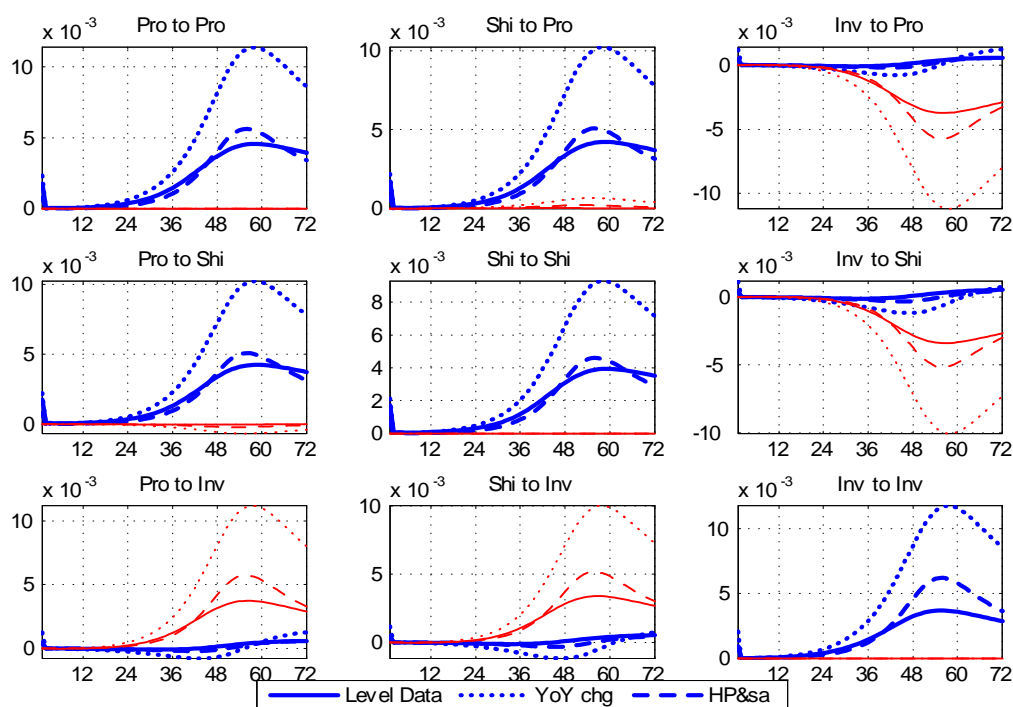 x 10 -3 Pro to Pro
10
5
0
12 24 36 48 60 72
x 10 -3 Shi to Pro
10
5
0
12 24 36 48 60 72
x 10 -3 Inv to Pro
0
-5
-10
12 24 36 48 60 72
x 10 -3 Pro to Shi
10
5
0
12 24 36 48 60 72
x 10 -3 Shi to Shi
8
6
4
2
0
12 24 36 48 60 72
x 10 -3 Inv to Shi
0
-5
-10
12 24 36 48 60 72
x 10 -3 Pro to Inv
10
5
0
12 24 36 48 60 72
x 10 -3 Shi to Inv
10
5
0
12 24 36 48 60 72
x 10 -3 Inv to Inv
10
5
0
12 24 36 48 60 72
Level Data YoY chg HP&sa